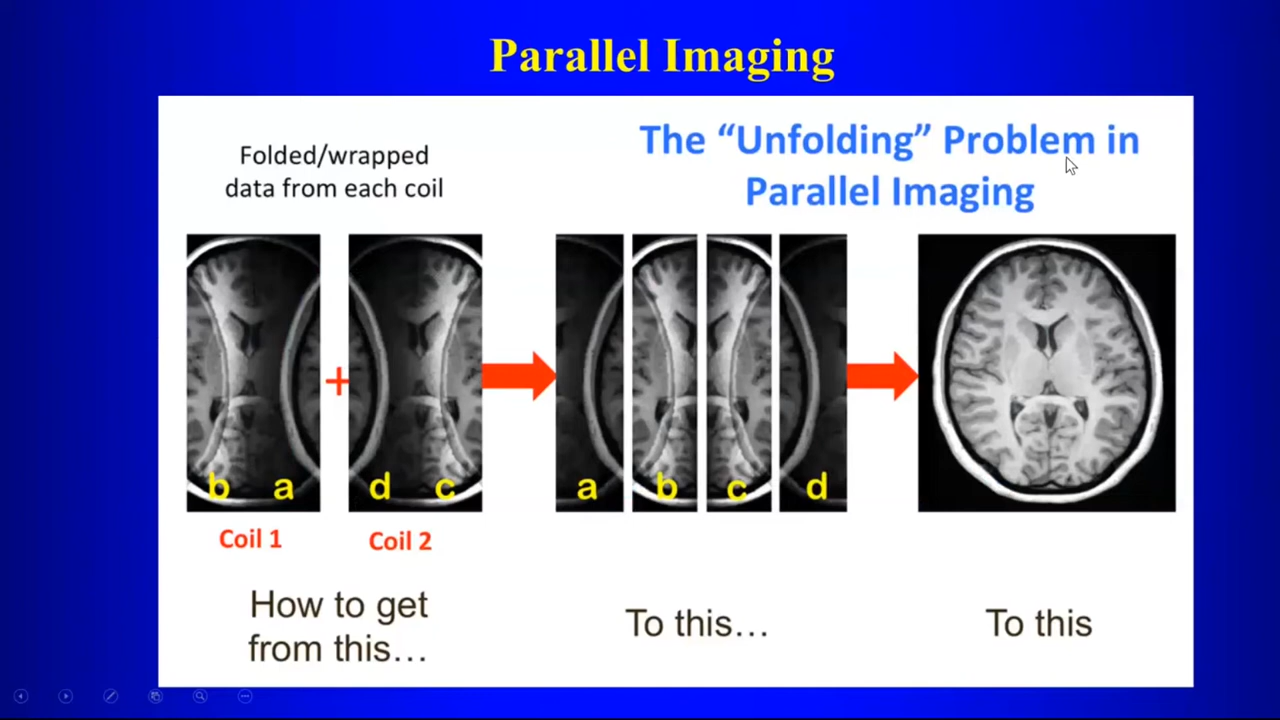 Parallel Imaging
Folded/wrapped
data from each coil
The “Unfolding” Problem in
Parallel Imaging
+
b a
d c
a b c d
Coil 1
Coil 2
How to get
from this…
To this…
To this